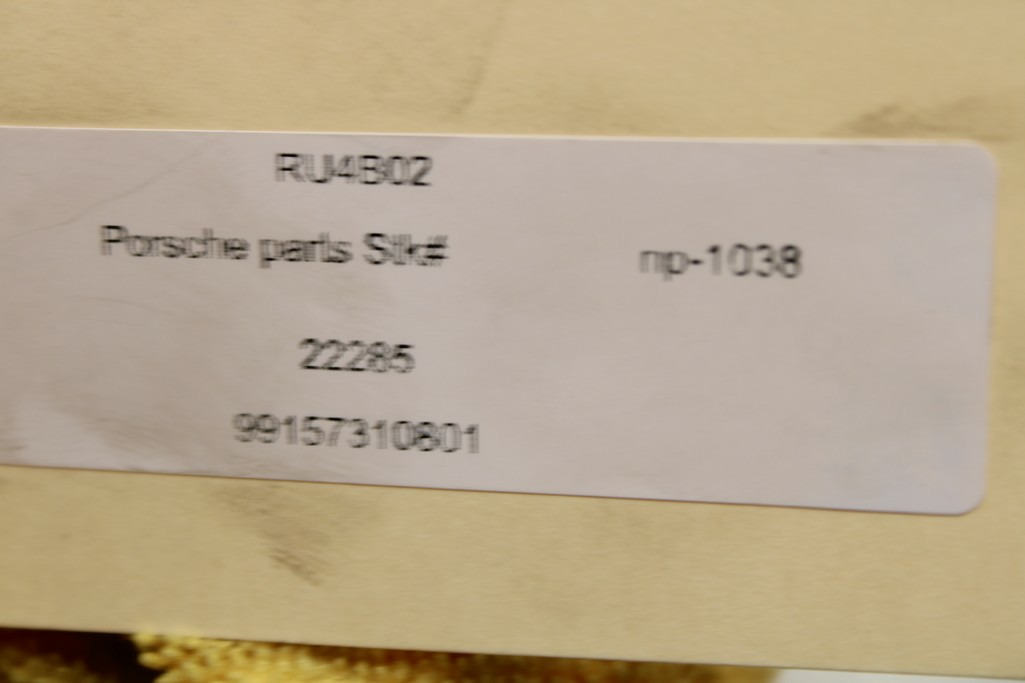 RU4B02
Porsche parts Stk# np-1038
22285
99157310801